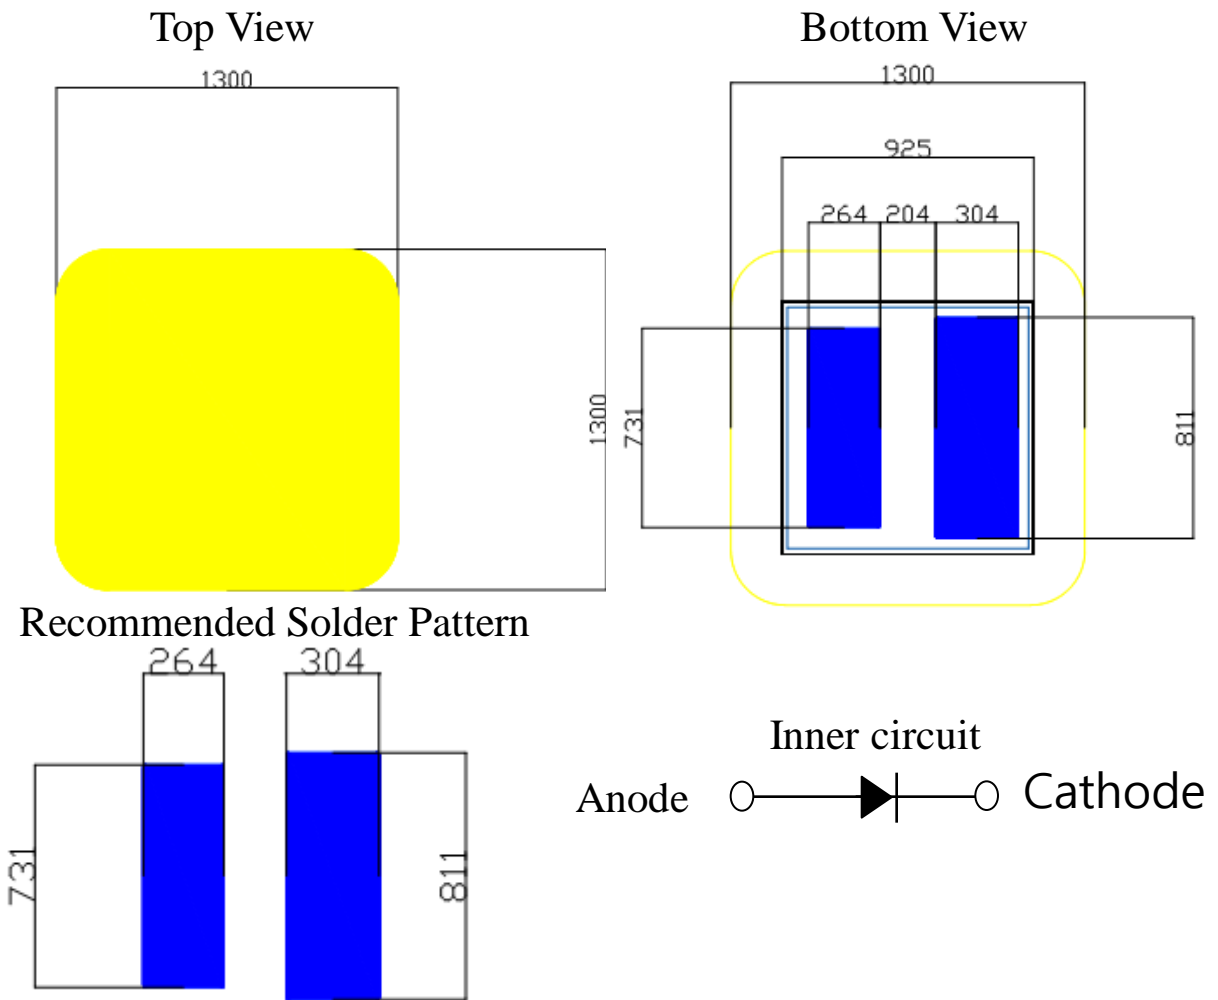 Top View
1300
1300
Bottom View
1300
925
264 204 304
731
811
Recommended Solder Pattern
264 304
731
811
Inner circuit
Anode Cathode